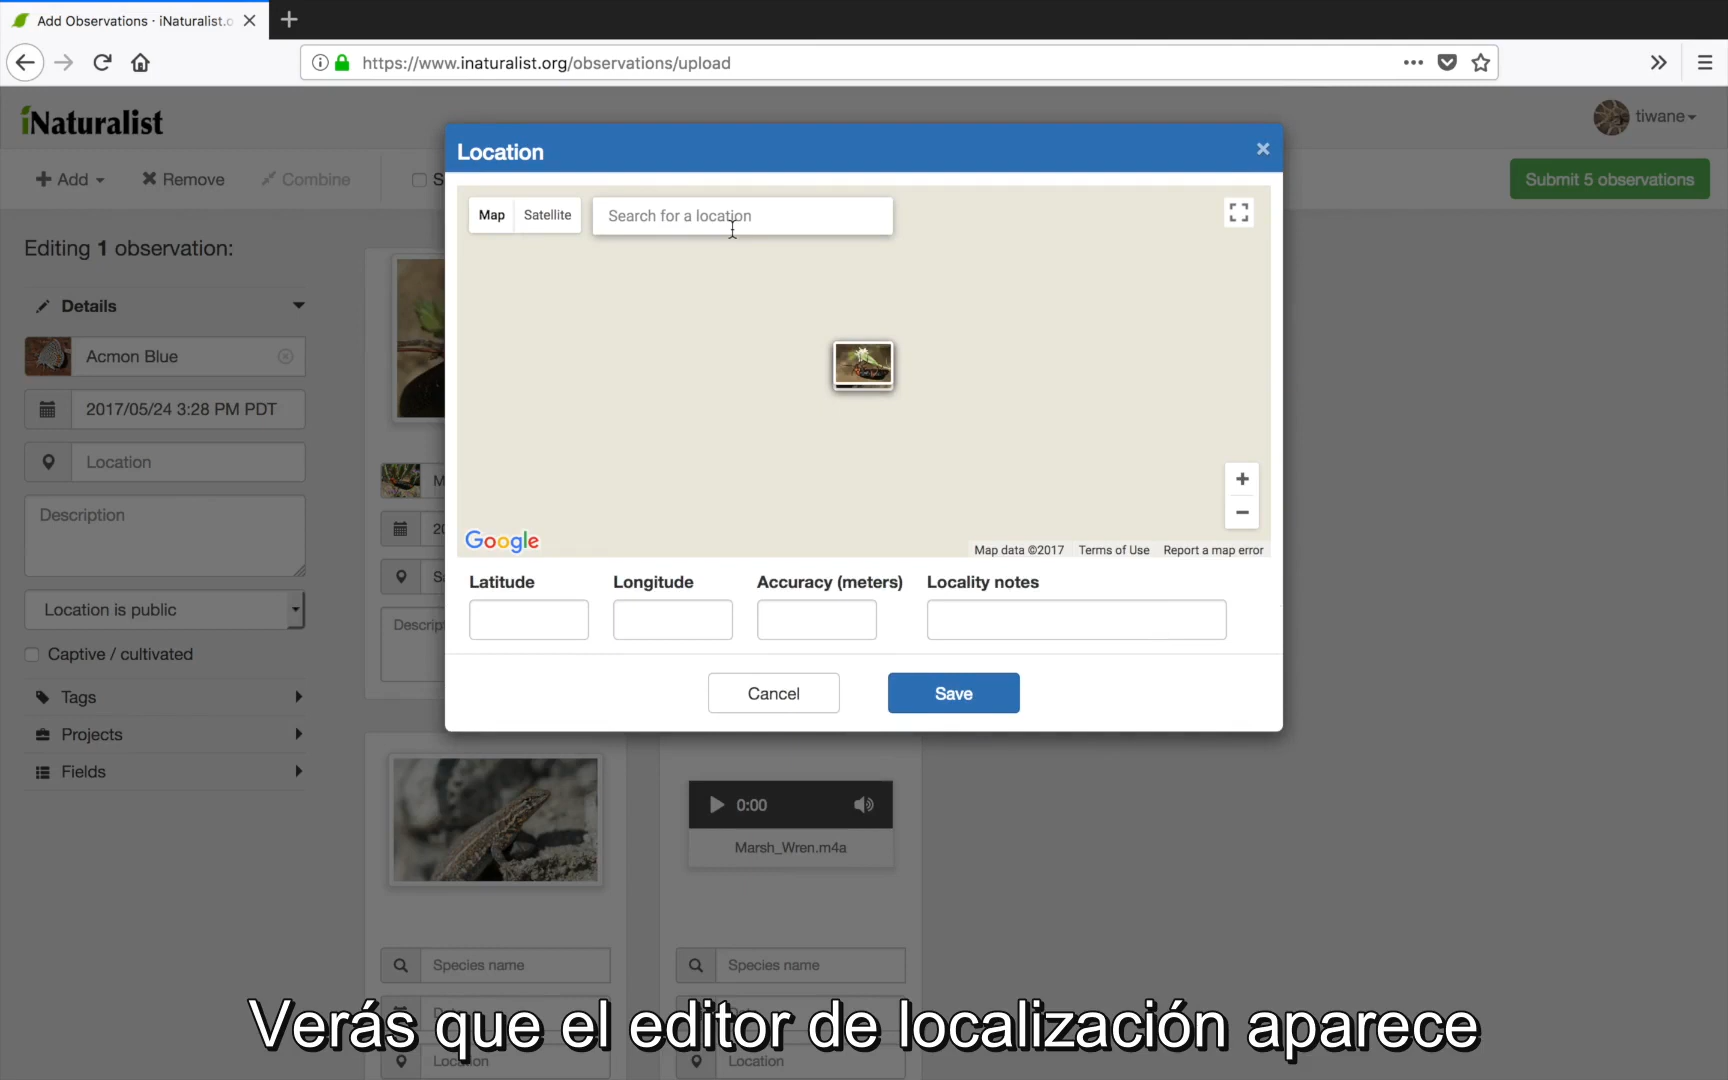 Add Observations · iNaturalist.o
https://www.inaturalist.org/observations/upload
iNaturalist
tiwane
Add
Remove
Combine
S
Submit 5 observations
Location
Map
Satellite
Search for a location
Google
Map data ©2017
Terms of Use
Report a map error
Latitude
Longitude
Accuracy (meters)
Locality notes
Cancel
Save
Editing 1 observation:
Details
Acmon Blue
2017/05/24 3:28 PM PDT
Location
Description
Location is public
Captive / cultivated
Tags
Projects
Fields
M
20
Descrip
0:00
Marsh_Wren.m4a
Species name
Species name
Location
Location
Verás que el editor de localización aparece